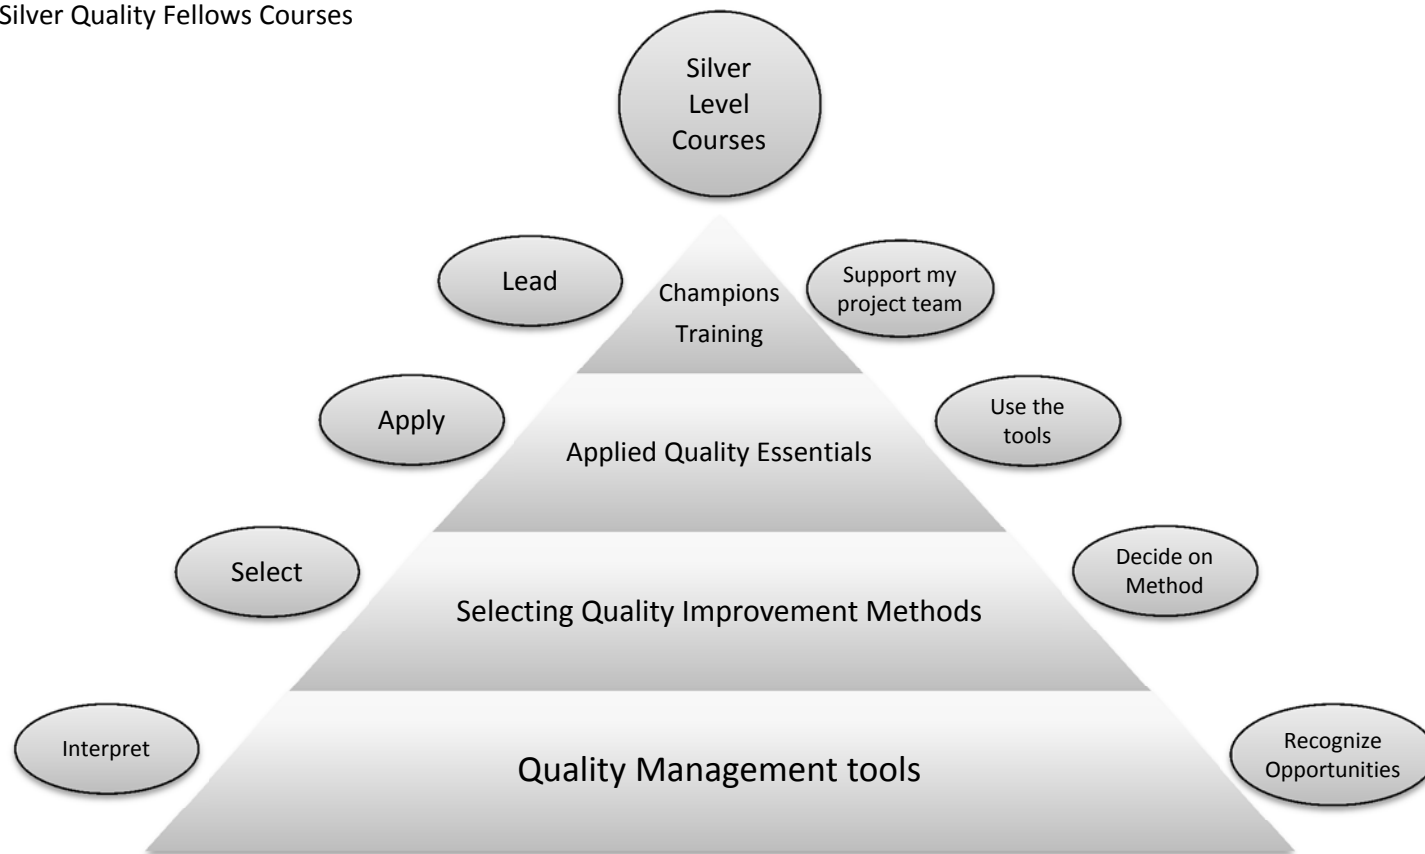 Silver Quality Fellows Courses
Silver
Level
Courses
Lead
Champions
Training
Support my
project team
Apply
Applied Quality Essentials
Use the
tools
Select
Selecting Quality Improvement Methods
Decide on
Method
Interpret
Quality Management tools
Recognize
Opportunities